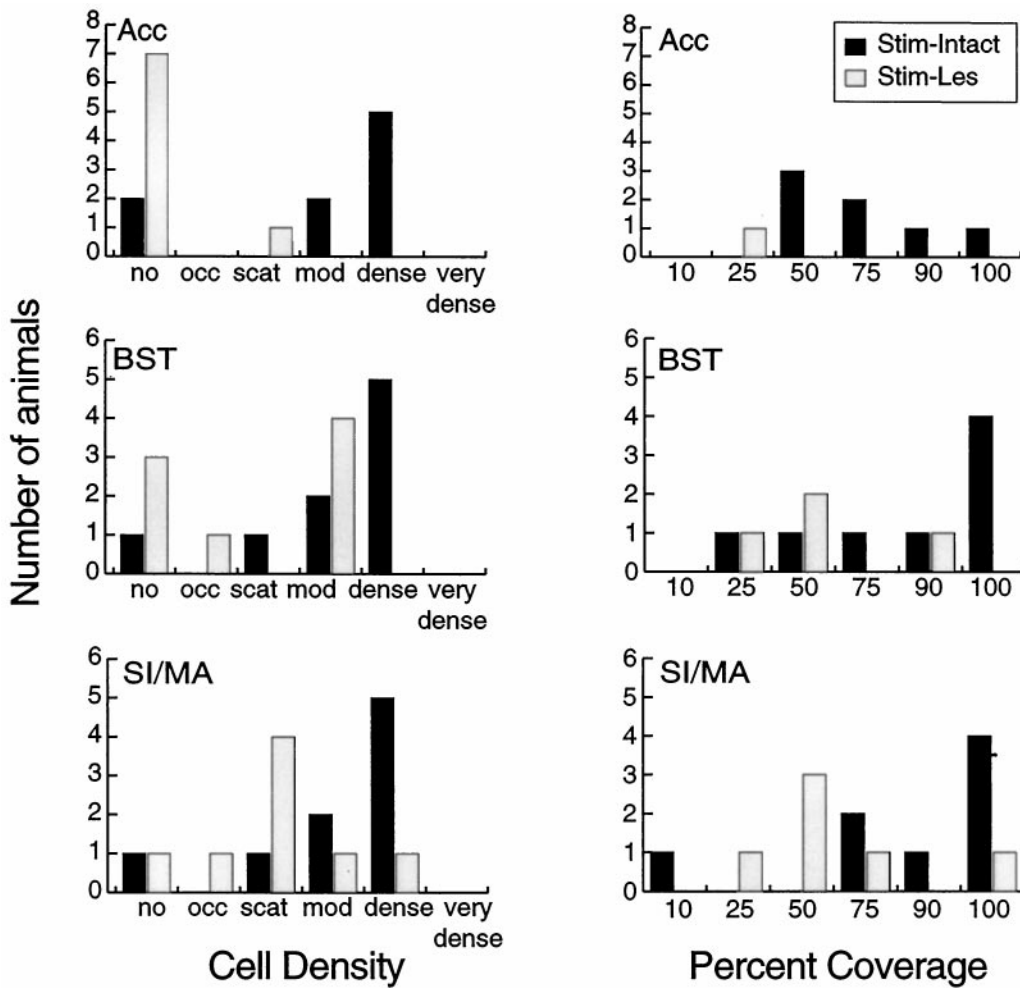 Number of animals
Acc
8
7
6
5
4
3
2
1
0
no occ scat mod dense very
dense
Acc
Stim-Intact
Stim-Les
8
7
6
5
4
3
2
1
0
10 25 50 75 90 100
BST
6
5
4
3
2
1
0
no occ scat mod dense very
dense
BST
6
5
4
3
2
1
0
10 25 50 75 90 100
SI/MA
6
5
4
3
2
1
0
no occ scat mod dense very
dense
Cell Density
SI/MA
6
5
4
3
2
1
0
10 25 50 75 90 100
Percent Coverage